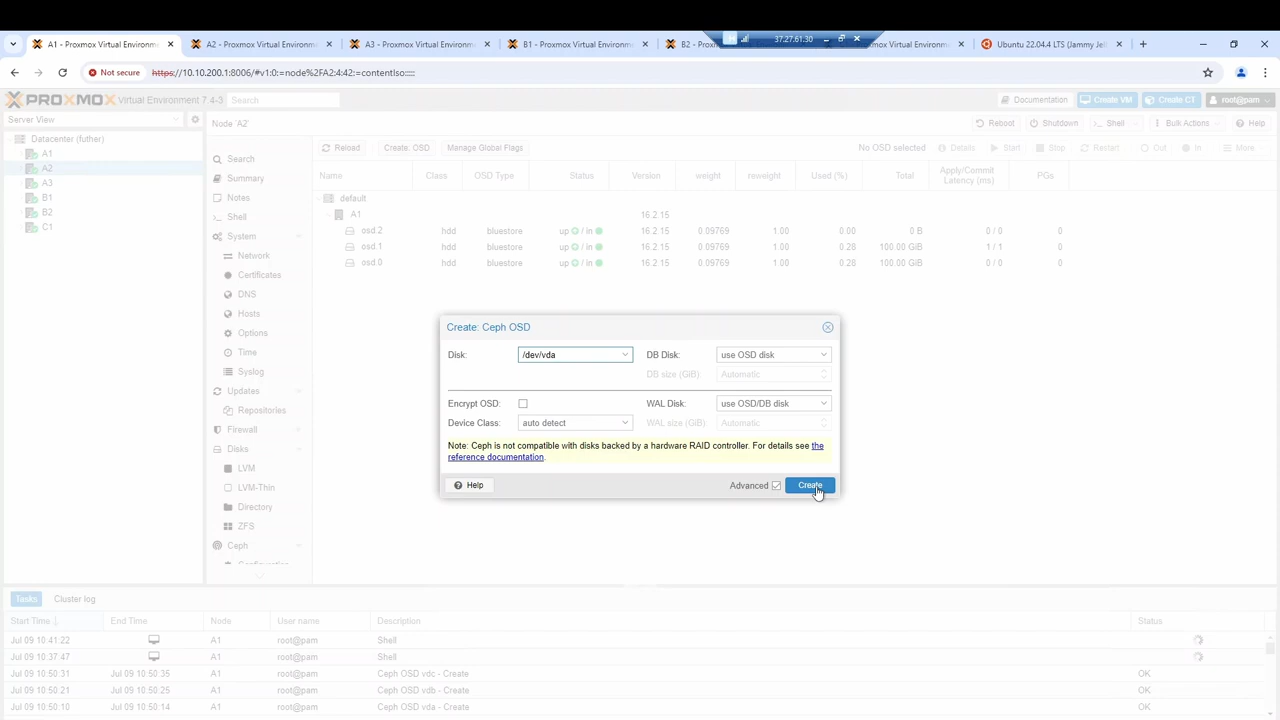 A1 - Proxmox Virtual Environm
A2 - Proxmox Virtual Environm
A3 - Proxmox Virtual Environm
B1 - Proxmox Virtual Environm
B2 - Prox
37.27.61.30
Virtual Environme
Ubuntu 22.04.4 LTS (Jammy Jell
Not secure https://10.10.200.1:8006/#v1:0:=node%2FA2:4:42:=contentIso:::::
PROXMOX Virtual Environment 7.4-3 Search
Documentation Create VM Create CT root@pam
Server View
Node 'A2'
Reboot Shutdown Shell Bulk Actions Help
Datacenter (futher)
A1
A2
A3
B1
B2
C1
Search
Summary
Notes
Shell
System
Network
Certificates
DNS
Hosts
Options
Time
Syslog
Updates
Repositories
Firewall
Disks
LVM
LVM-Thin
Directory
ZFS
Ceph
Configuration
Reload Create: OSD Manage Global Flags
No OSD selected Details Start Stop Restart Out In More
Name Class OSD Type Status Version weight reweight Used (%) Total Apply/Commit Latency (ms) PGs
default
A1 16.2.15
osd.2 hdd bluestore up / in 16.2.15 0.09769 1.00 0.00 0 B 0 / 0 0
osd.1 hdd bluestore up / in 16.2.15 0.09769 1.00 0.28 100.00 GiB 1 / 1 0
osd.0 hdd bluestore up / in 16.2.15 0.09769 1.00 0.28 100.00 GiB 0 / 0 0
Create: Ceph OSD
Disk: /dev/vda DB Disk: use OSD disk
DB size (GiB): Automatic
Encrypt OSD: WAL Disk: use OSD/DB disk
Device Class: auto detect WAL size (GiB): Automatic
Note: Ceph is not compatible with disks backed by a hardware RAID controller. For details see the
reference documentation.
Help Advanced Create
Tasks Cluster log
Start Time End Time Node User name Description Status
Jul 09 10:41:22 A1 root@pam Shell
Jul 09 10:37:47 A1 root@pam Shell
Jul 09 10:50:31 Jul 09 10:50:35 A1 root@pam Ceph OSD vdc - Create OK
Jul 09 10:50:21 Jul 09 10:50:25 A1 root@pam Ceph OSD vdb - Create OK
Jul 09 10:50:10 Jul 09 10:50:14 A1 root@pam Ceph OSD vda - Create OK